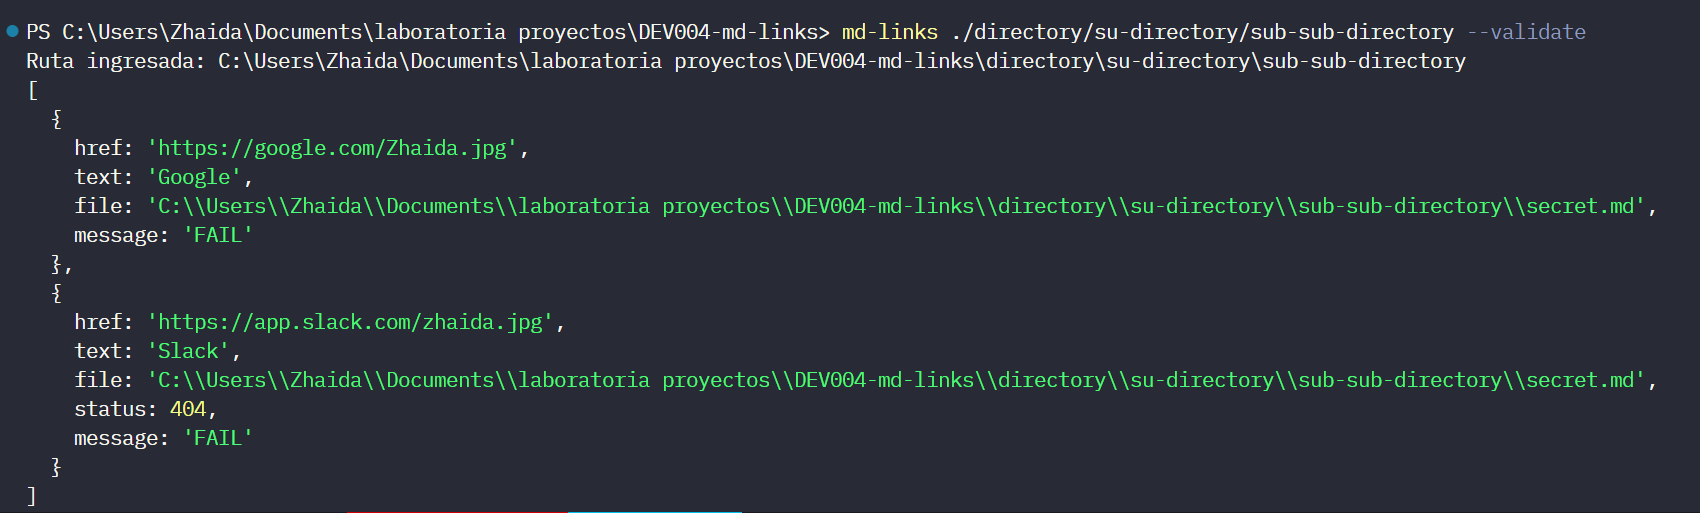 PS C:\Users\Zhaida\Documents\laboratoria proyectos\DEV004-md-links> md-links ./directory/su-directory/sub-sub-directory --validate
Ruta ingresada: C:\Users\Zhaida\Documents\laboratoria proyectos\DEV004-md-links\directory\su-directory\sub-sub-directory
[
  {
    href: 'https://google.com/Zhaida.jpg',
    text: 'Google',
    file: 'C:\\Users\\Zhaida\\Documents\\laboratoria proyectos\\DEV004-md-links\\directory\\su-directory\\sub-sub-directory\\secret.md',
    message: 'FAIL'
  },
  {
    href: 'https://app.slack.com/zhaida.jpg',
    text: 'Slack',
    file: 'C:\\Users\\Zhaida\\Documents\\laboratoria proyectos\\DEV004-md-links\\directory\\su-directory\\sub-sub-directory\\secret.md',
    status: 404,
    message: 'FAIL'
  }
]